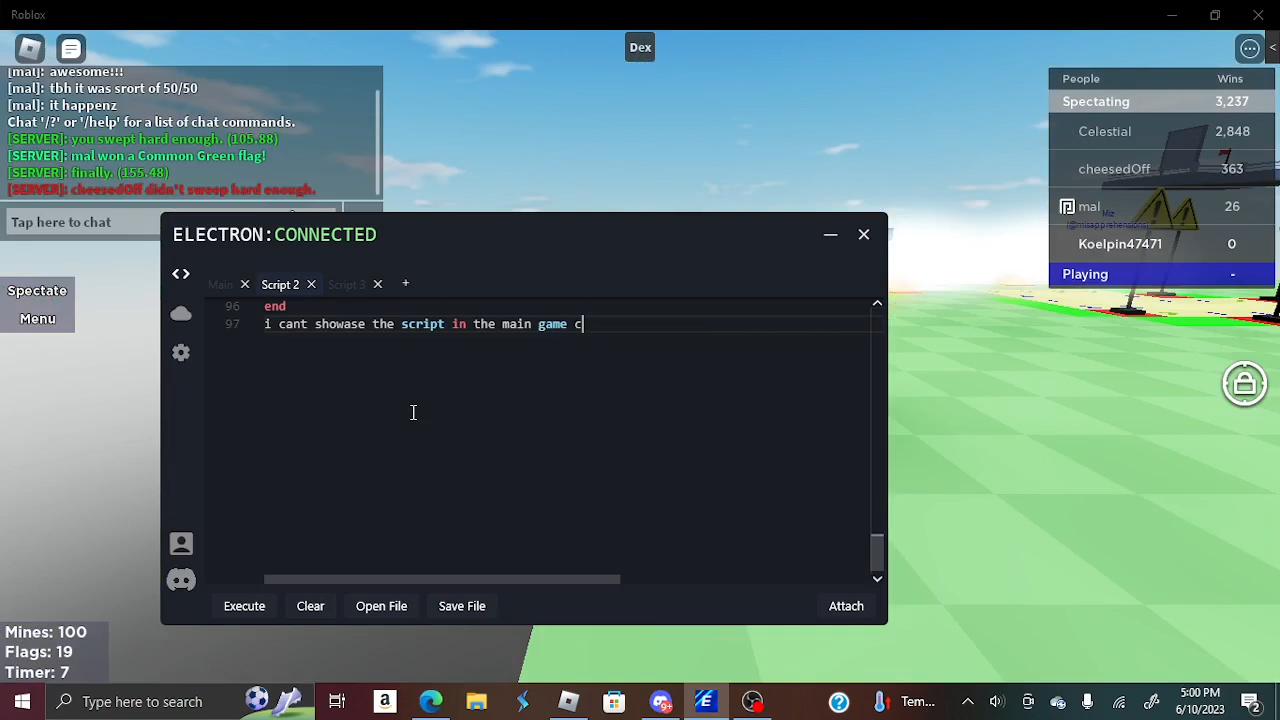 Roblox
Dex
[mal]: awesome!!!
[mal]: tbh it was srort of 50/50
[mal]: it happenz
Chat '/?' or '/help' for a list of chat commands.
[SERVER]: you swept hard enough. (105.88)
[SERVER]: mal won a Common Green flag!
[SERVER]: finally. (155.48)
[SERVER]: cheesedOff didn't sweep hard enough.
Tap here to chat
People Wins
Spectating 3,237
Celestial 2,848
cheesedOff 363
mal 26
Miz
(@misapprehensions)
Koelpin47471 0
Playing -
Spectate
Menu
ELECTRON:CONNECTED
Main Script 2 Script 3 +
96 end
97 i cant showase the script in the main game c
Execute Clear Open File Save File Attach
Mines: 100
Flags: 19
Timer: 7
Type here to search
9+
Tem...
5:00 PM
6/10/2023
2